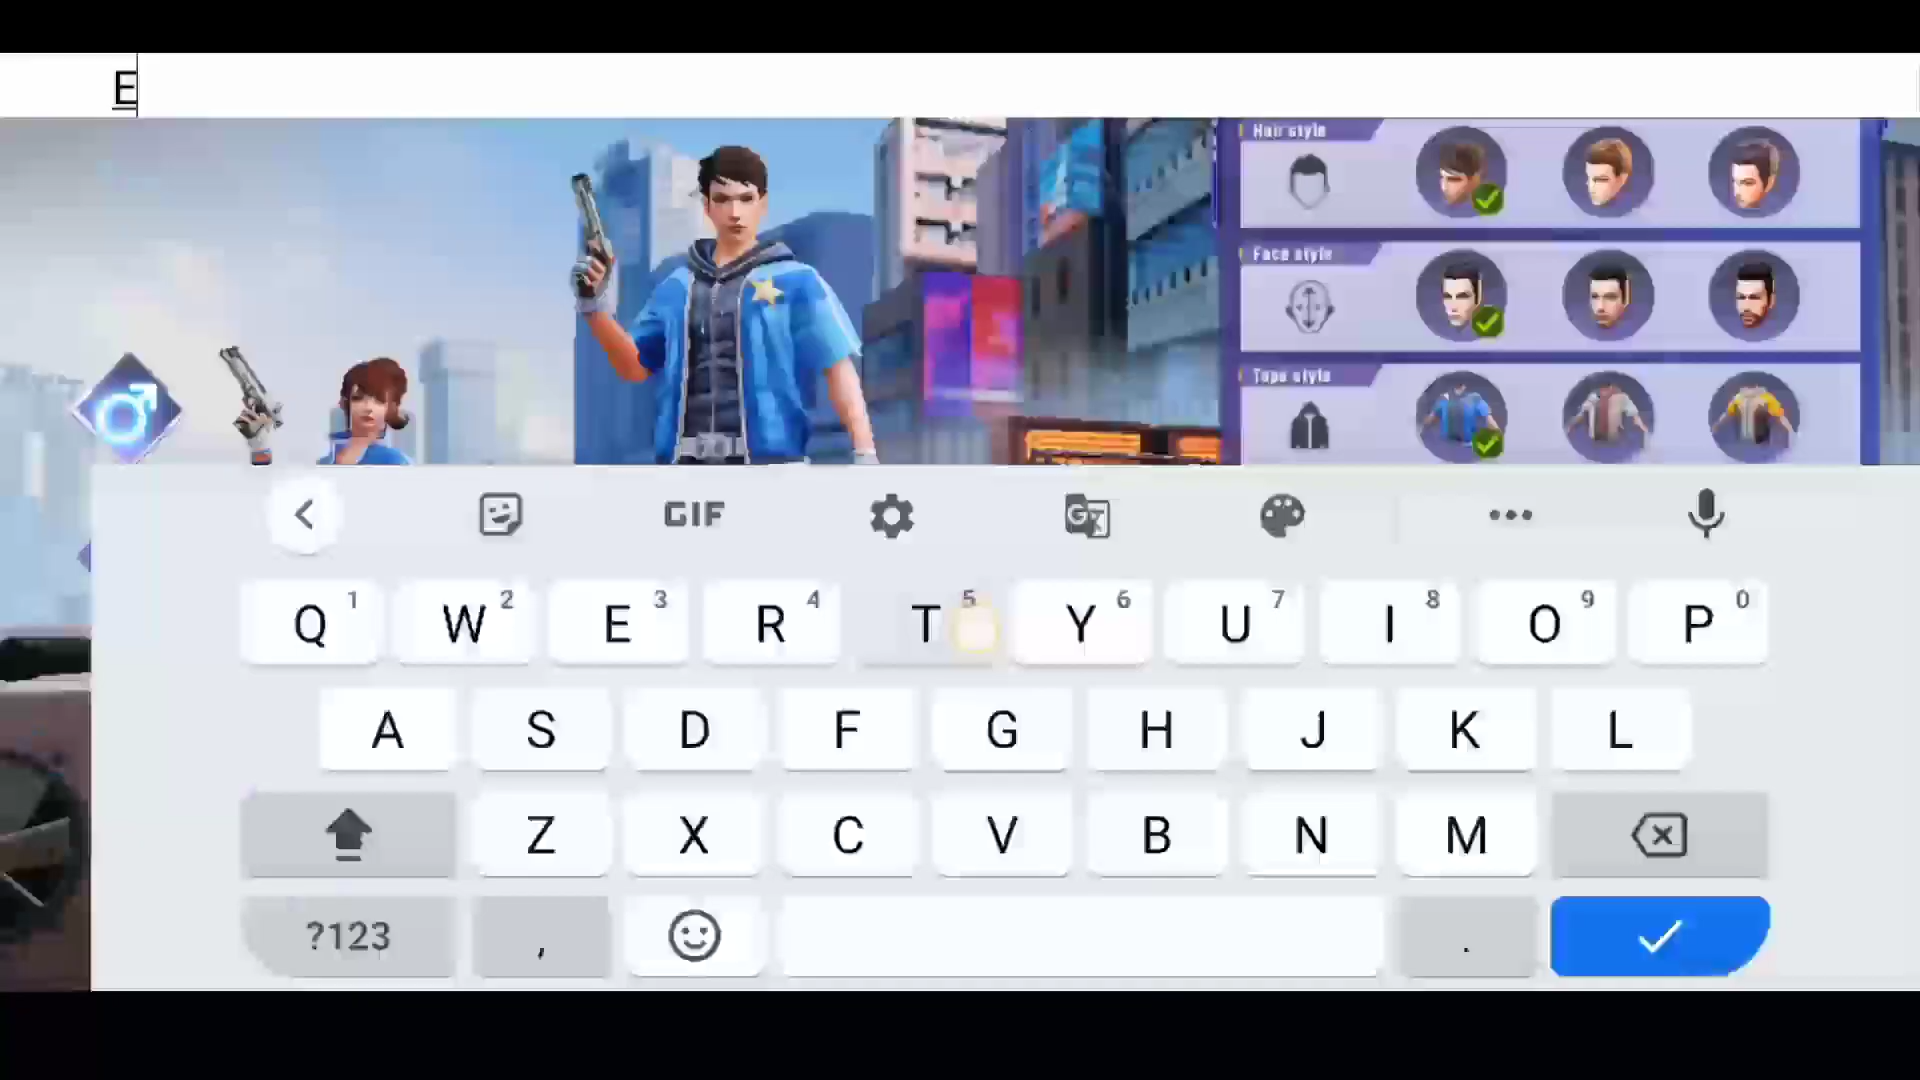 E
Hair style
Face style
Tops style
GIF
G
Q 1 W 2 E 3 R 4 T 5 Y 6 U 7 I 8 O 9 P 0
A S D F G H J K L
Z X C V B N M
?123 , .